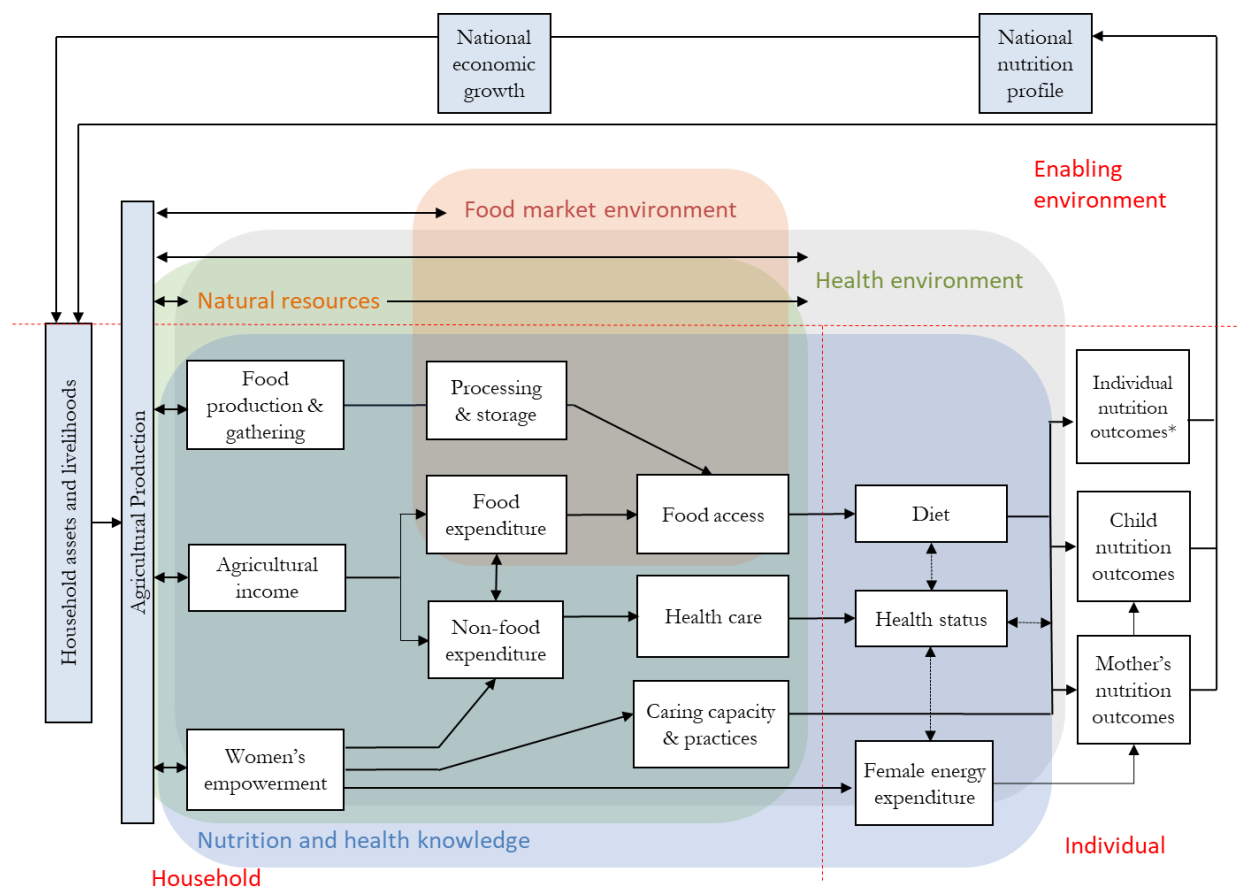 National
economic
growth
National
nutrition
profile
Enabling
environment
Food market environment
Health environment
Natural resources
Household assets and livelihoods
Agricultural Production
Food
production &
gathering
Processing
& storage
Individual
nutrition
outcomes*
Food
expenditure
Food access
Diet
Child
nutrition
outcomes
Agricultural
income
Non-food
expenditure
Health care
Health status
Mother's
nutrition
outcomes
Women's
empowerment
Caring capacity
& practices
Female energy
expenditure
Nutrition and health knowledge
Individual
Household